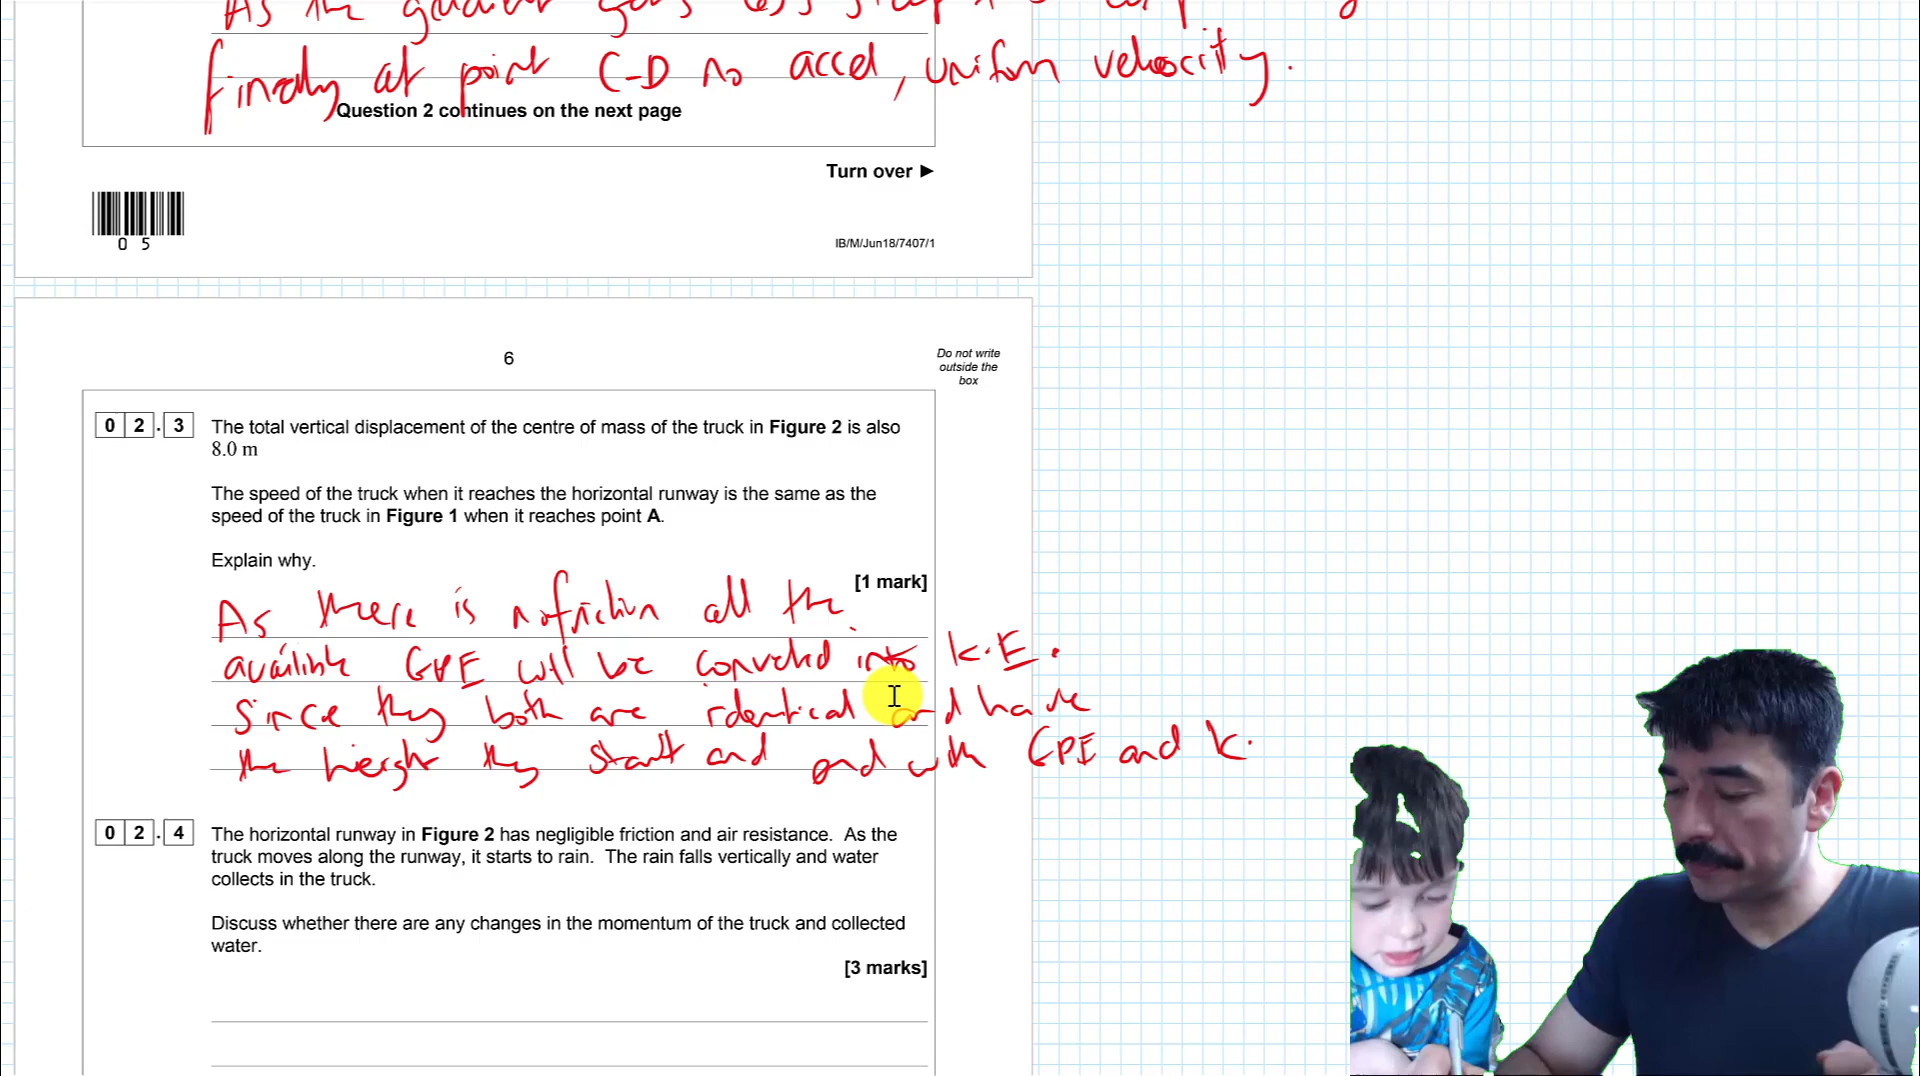 As the
finally at point C-D no accel, uniform velocity.
Question 2 continues on the next page
Turn over ►
0 5
IB/M/Jun18/7407/1
6
Do not write
outside the
box
0 2 . 3 The total vertical displacement of the centre of mass of the truck in Figure 2 is also
8.0 m
The speed of the truck when it reaches the horizontal runway is the same as the
speed of the truck in Figure 1 when it reaches point A.
Explain why.
[1 mark]
As there is no friction all the
GPE will be converted into K.E.
Since they both are identical and have
the height they start and end with GPE and K.
0 2 . 4 The horizontal runway in Figure 2 has negligible friction and air resistance. As the
truck moves along the runway, it starts to rain. The rain falls vertically and water
collects in the truck.
Discuss whether there are any changes in the momentum of the truck and collected
water.
[3 marks]